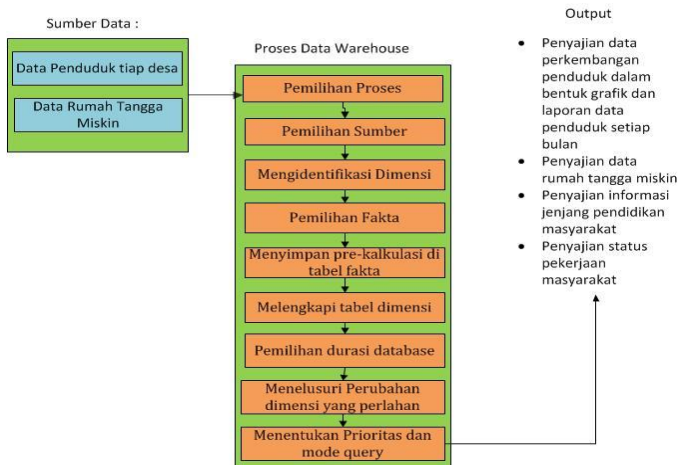 Sumber Data :
Data Penduduk tiap desa
Data Rumah Tangga
Miskin
Proses Data Warehouse
Pemilihan Proses
Pemilihan Sumber
Mengidentifikasi Dimensi
Pemilihan Fakta
Menyimpan pre-kalkulasi di
tabel fakta
Melengkapi tabel dimensi
Pemilihan durasi database
Menelusuri Perubahan
dimensi yang perlahan
Menentukan Prioritas dan
mode query
Output
• Penyajian data
perkembangan
penduduk dalam
bentuk grafik dan
laporan data
penduduk setiap
bulan
• Penyajian data
rumah tangga miskin
• Penyajian informasi
jenjang pendidikan
masyarakat
• Penyajian status
pekerjaan
masyarakat